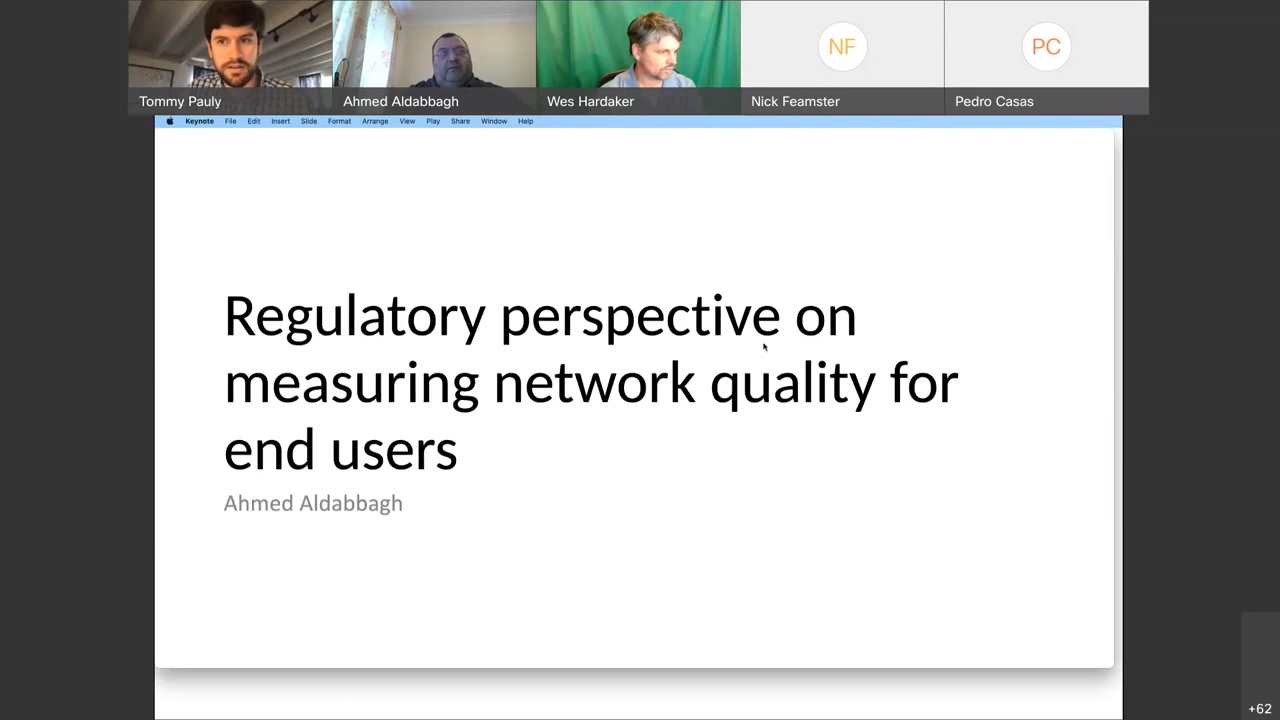 NF
PC
Tommy Pauly
Ahmed Aldabbagh
Wes Hardaker
Nick Feamster
Pedro Casas
Keynote File Edit Insert Slide Format Arrange View Play Share Window Help
Regulatory perspective on
measuring network quality for
end users
Ahmed Aldabbagh
+62